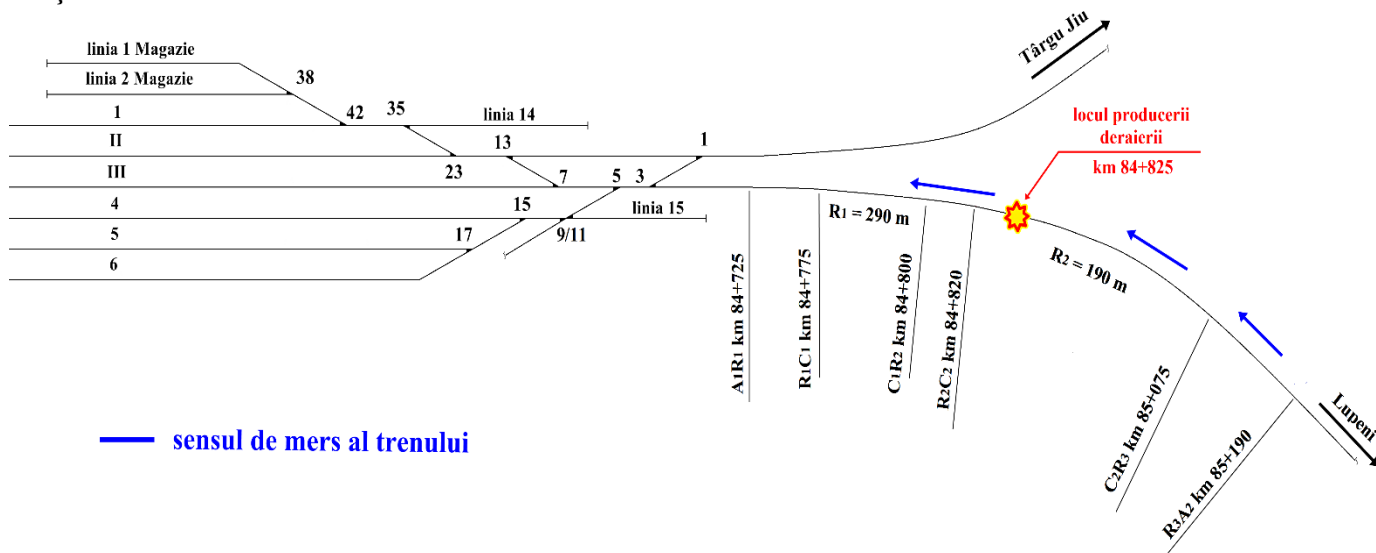 Târgu Jiu
linia 1 Magazie
linia 2 Magazie
38
42
35
linia 14
1
locul producerii
deraierii
km 84+825
1
II
13
23
III
7
5
3
4
15
linia 15
9/11
5
17
6
R1 = 290 m
R2 = 190 m
A1R1 km 84+725
R1C1 km 84+775
C1R2 km 84+800
R2C2 km 84+820
C2R3 km 85+075
R3A2 km 85+190
Lupeni
sensul de mers al trenului